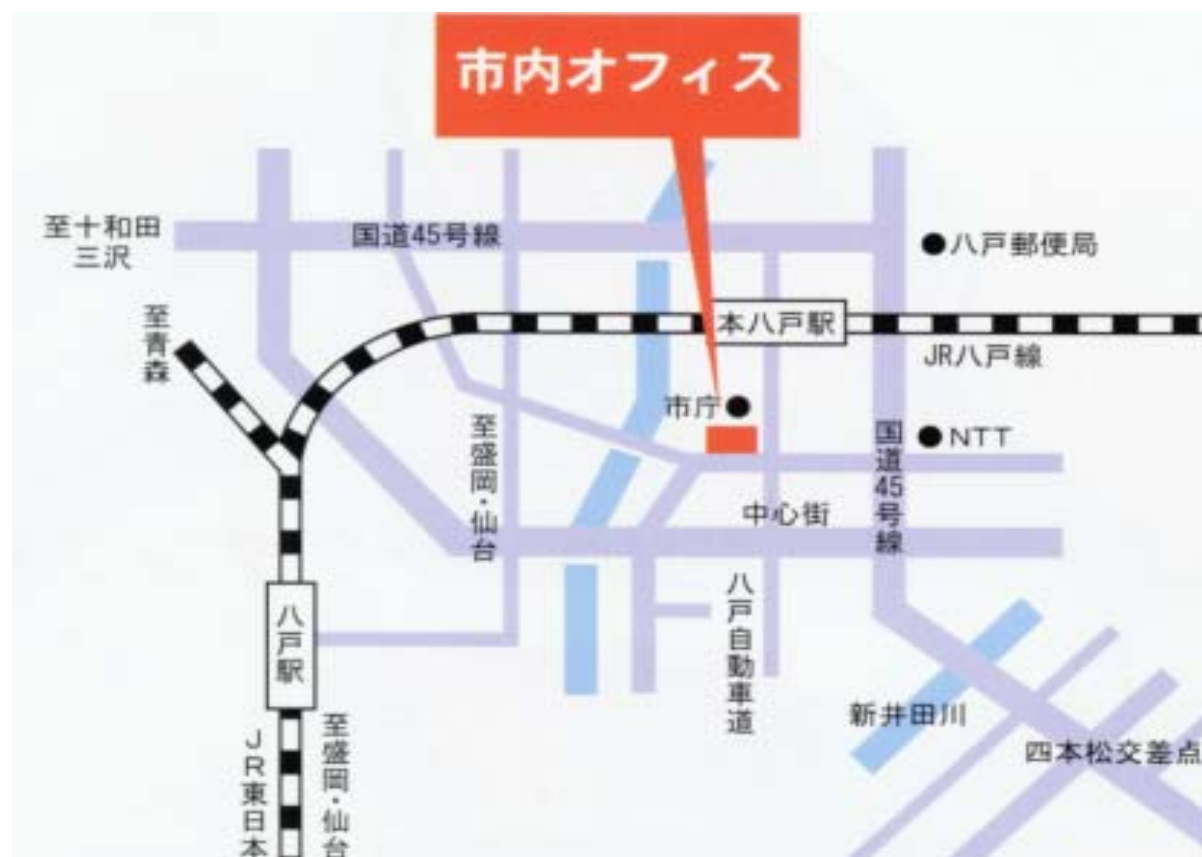 市内オフィス
至十和田
三沢
国道45号線
八戸郵便局
至青森
本八戸駅
JR八戸線
市庁
至盛岡・仙台
国道45号線
NTT
中心街
八戸駅
八戸自動車道
新井田川
四本松交差点
JR東日本
至盛岡・仙台